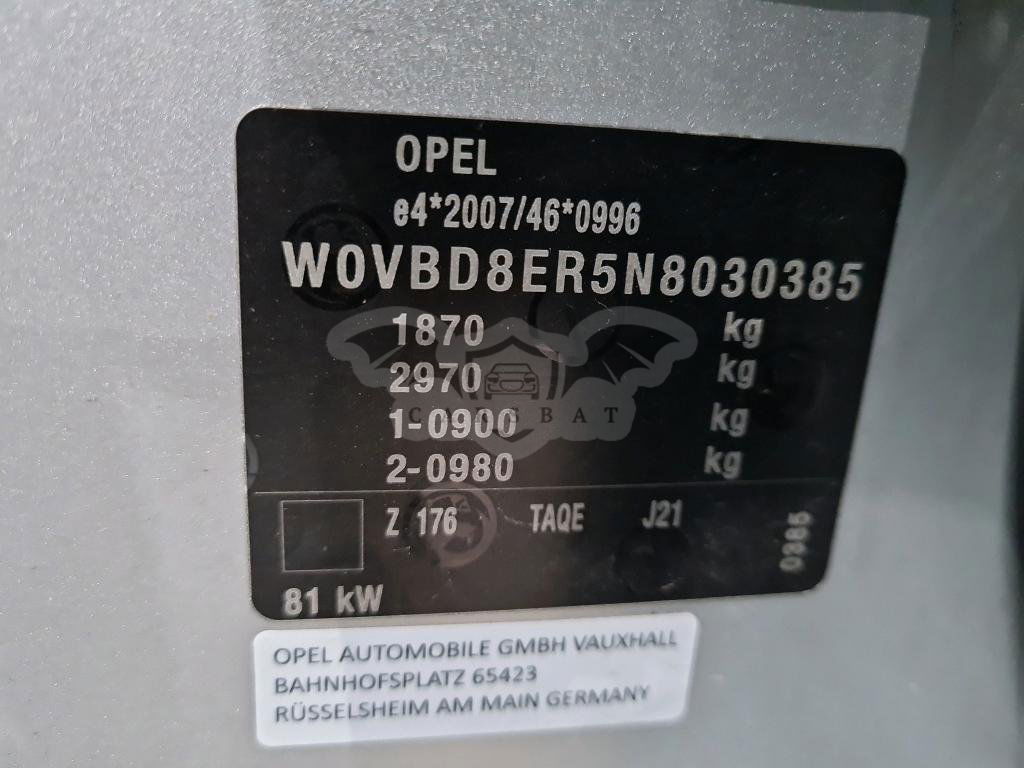 OPEL
e4*2007/46*0996
W0VBD8ER5N8030385
1870 kg
2970 kg
1-0900 kg
2-0980 kg
CARSBAT
Z 176 TAQE J21
0385
81 kW
OPEL AUTOMOBILE GMBH VAUXHALL
BAHNHOFSPLATZ 65423
RÜSSELSHEIM AM MAIN GERMANY